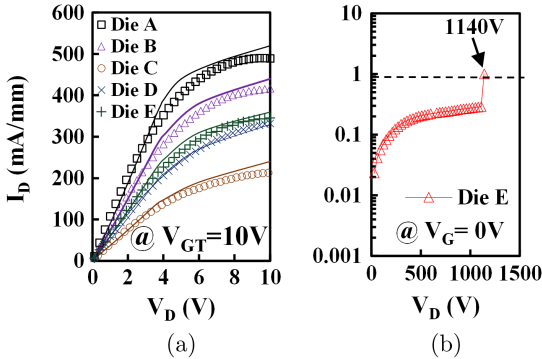 (a)
600
500
400
300
200
100
0
I_D (mA/mm)
Die A
Die B
Die C
Die D
Die E
@ V_GT=10V
0 2 4 6 8 10
V_D (V)
(a)
(b)
10
1
0.1
0.01
0.001
1140V
Die E
@ V_G= 0V
0 500 1000 1500
V_D (V)
(b)